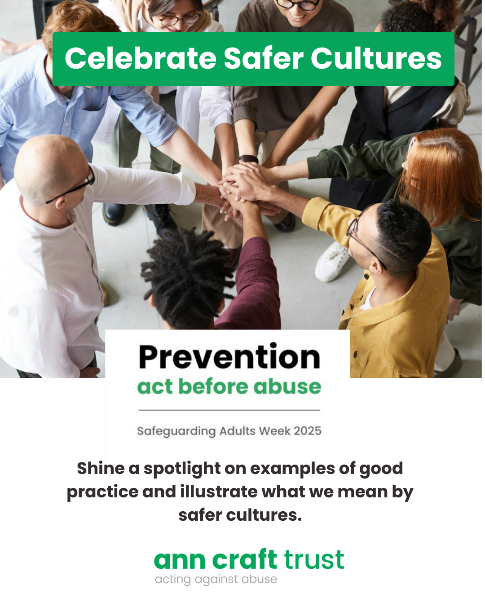 Celebrate Safer Cultures
Prevention
act before abuse
Safeguarding Adults Week 2025
Shine a spotlight on examples of good
practice and illustrate what we mean by
safer cultures.
ann craft trust
acting against abuse